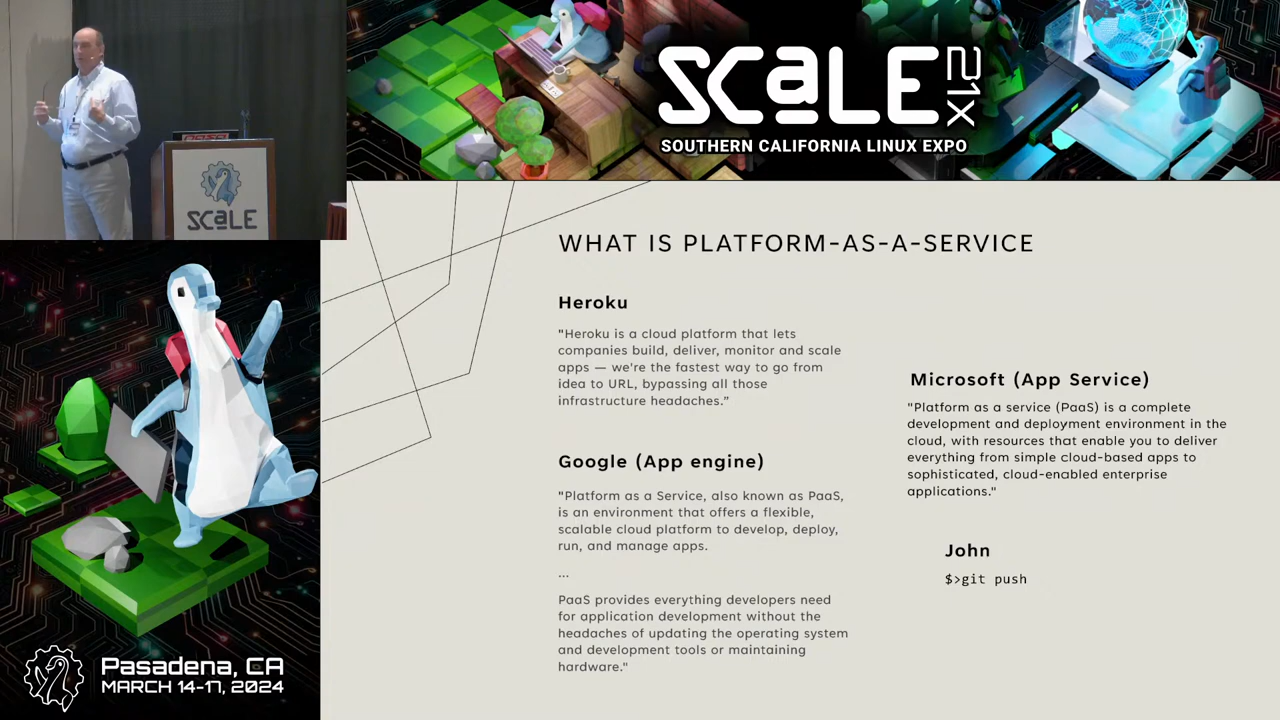 SCALE
21X
SOUTHERN CALIFORNIA LINUX EXPO
SCALE
WHAT IS PLATFORM-AS-A-SERVICE
Heroku
"Heroku is a cloud platform that lets
companies build, deliver, monitor and scale
apps — we're the fastest way to go from
idea to URL, bypassing all those
infrastructure headaches."
Google (App engine)
"Platform as a Service, also known as PaaS,
is an environment that offers a flexible,
scalable cloud platform to develop, deploy,
run, and manage apps.
...
PaaS provides everything developers need
for application development without the
headaches of updating the operating system
and development tools or maintaining
hardware."
Microsoft (App Service)
"Platform as a service (PaaS) is a complete
development and deployment environment in the
cloud, with resources that enable you to deliver
everything from simple cloud-based apps to
sophisticated, cloud-enabled enterprise
applications."
John
$>git push
Pasadena, CA
MARCH 14-17, 2024